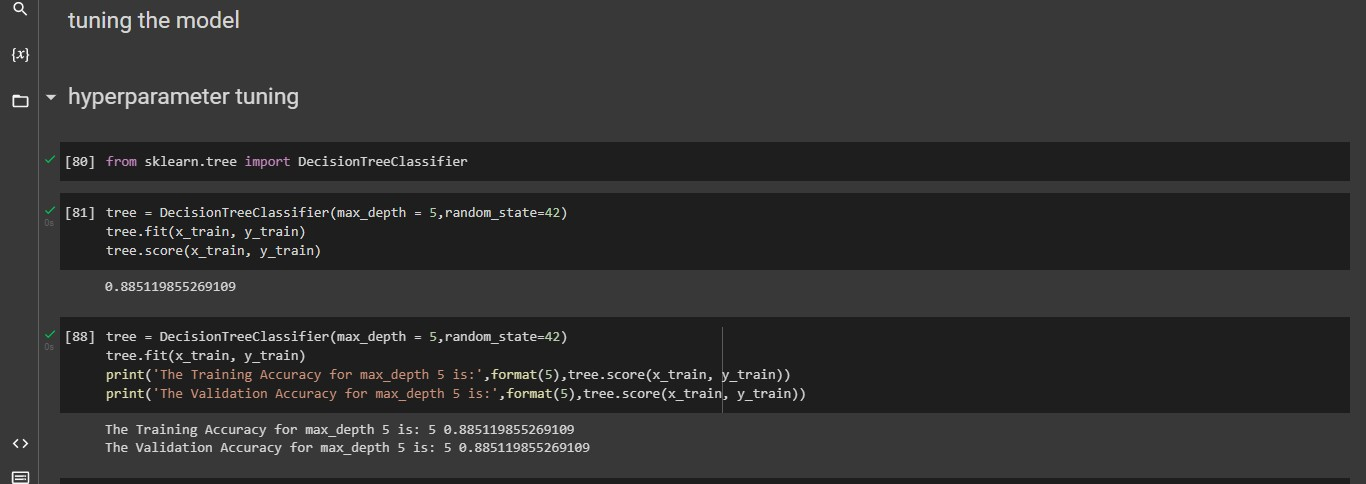 tuning the model
{x}
hyperparameter tuning
[80] from sklearn.tree import DecisionTreeClassifier
[81] tree = DecisionTreeClassifier(max_depth = 5,random_state=42)
0s
tree.fit(x_train, y_train)
tree.score(x_train, y_train)
0.885119855269109
[88] tree = DecisionTreeClassifier(max_depth = 5,random_state=42)
0s
tree.fit(x_train, y_train)
print('The Training Accuracy for max_depth 5 is:',format(5),tree.score(x_train, y_train))
print('The Validation Accuracy for max_depth 5 is:',format(5),tree.score(x_train, y_train))
The Training Accuracy for max_depth 5 is: 5 0.885119855269109
The Validation Accuracy for max_depth 5 is: 5 0.885119855269109